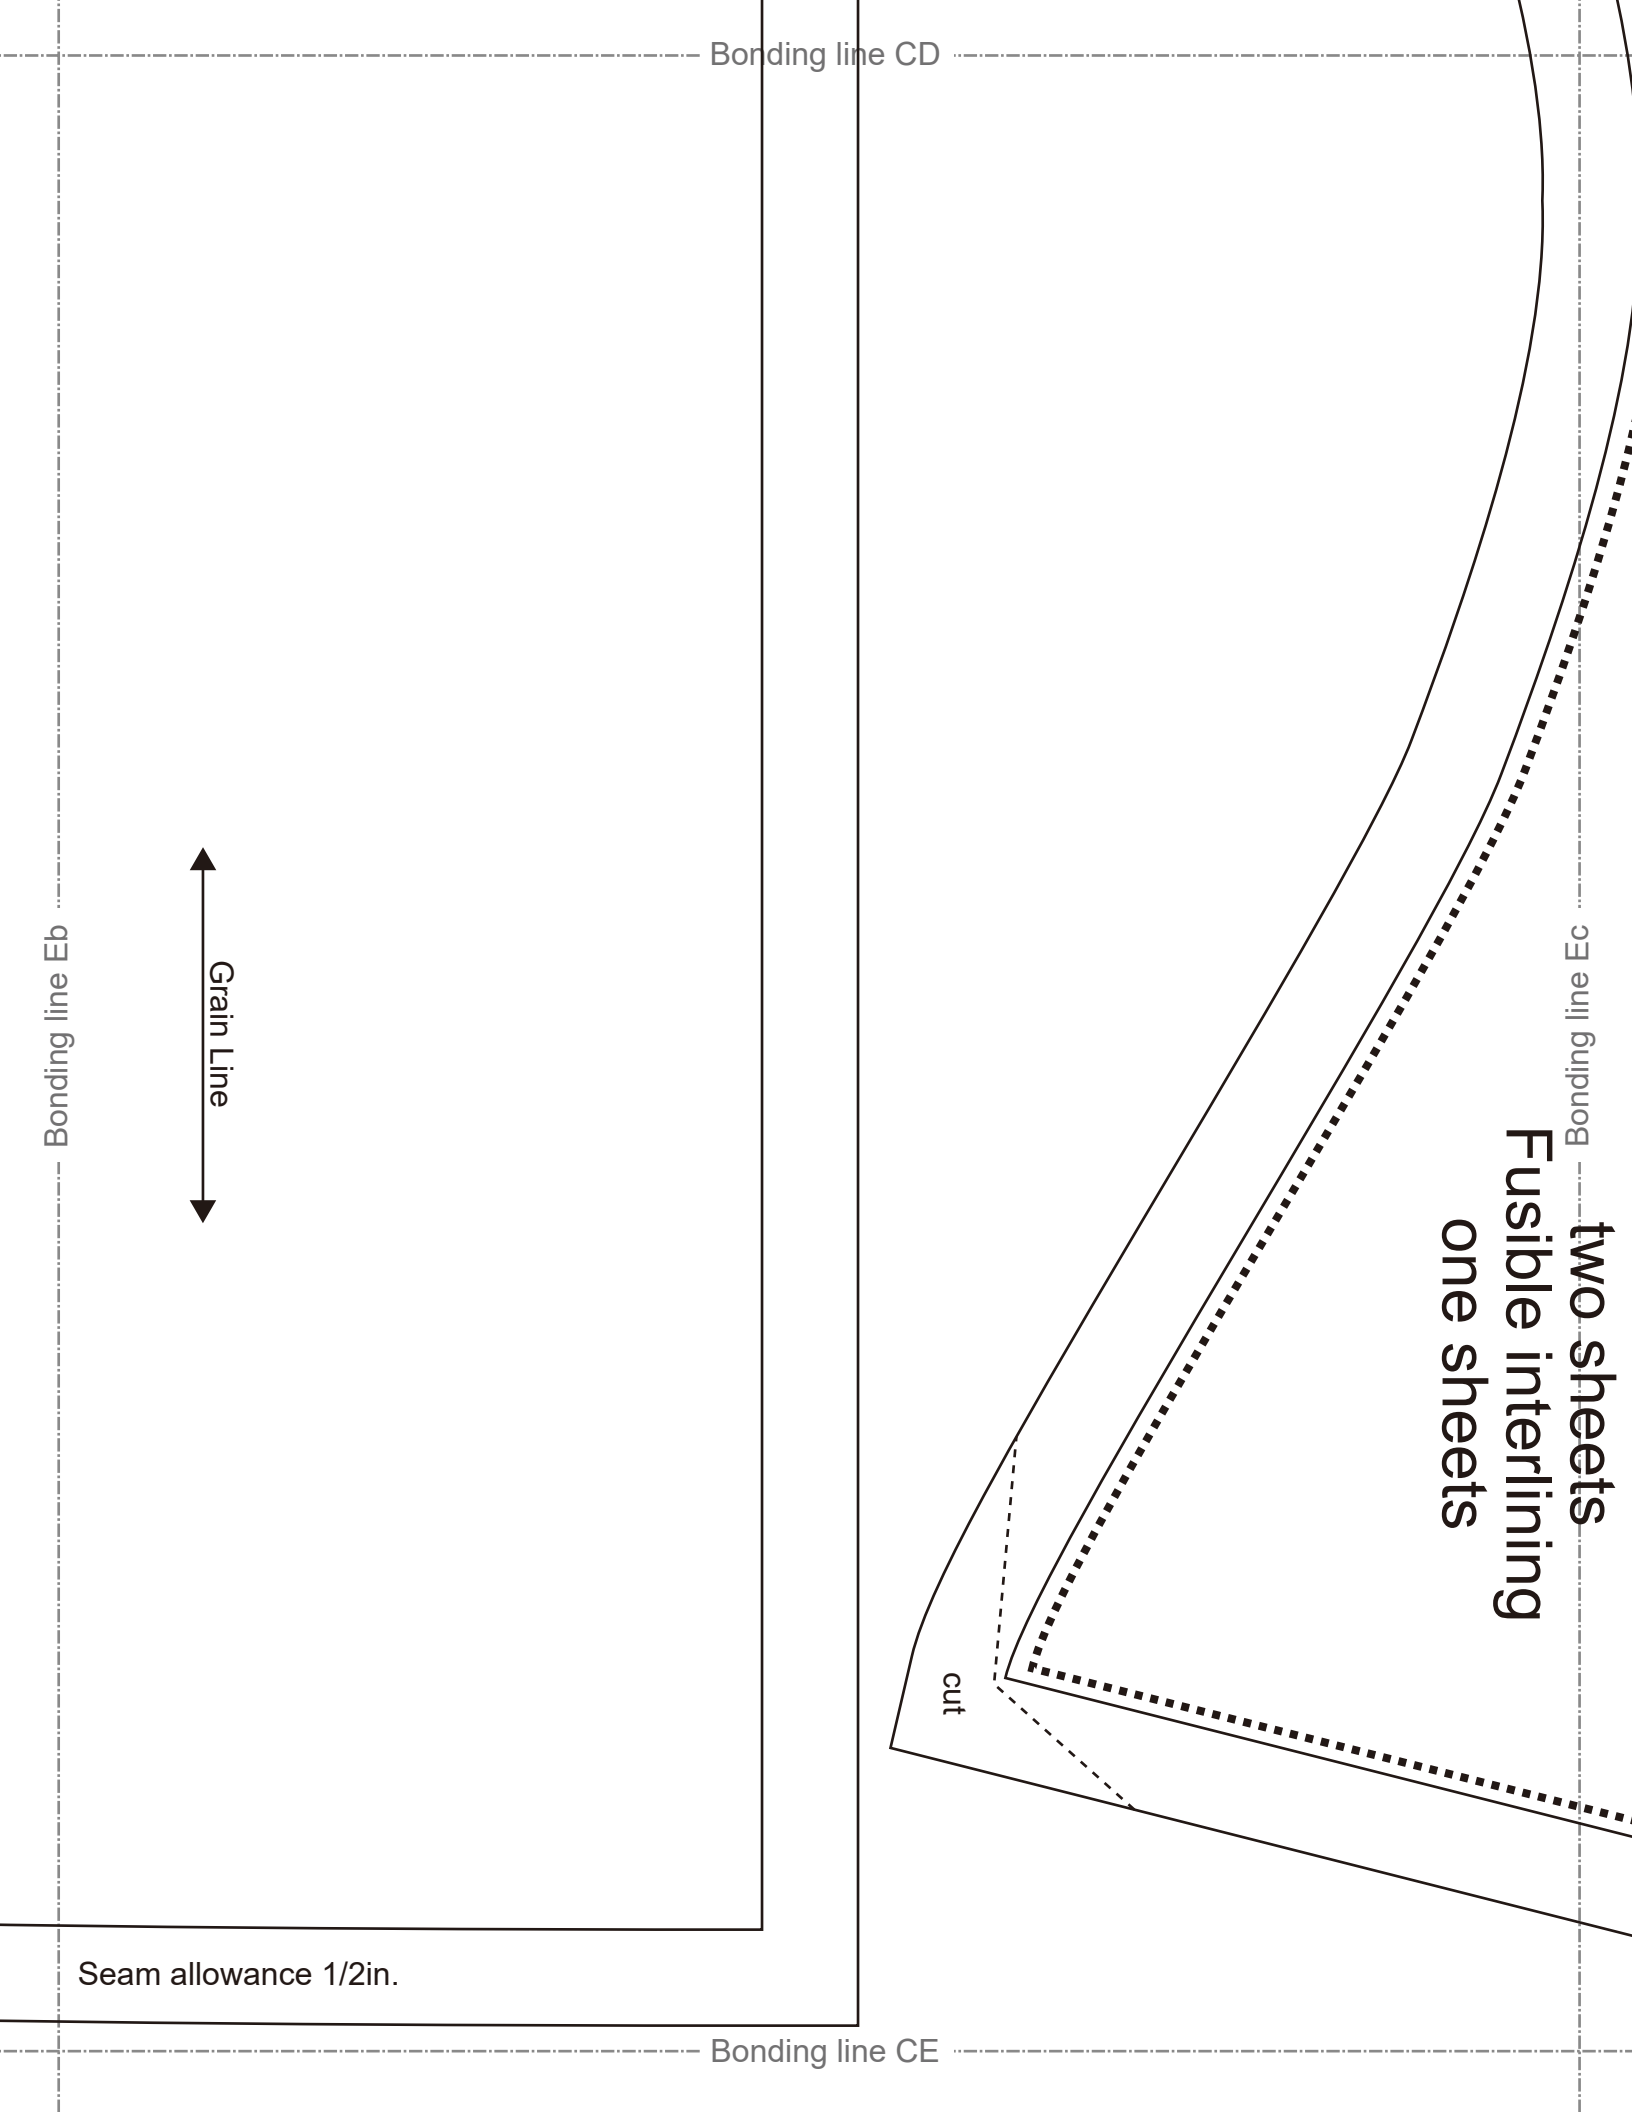 Bonding line CD
Bonding line Eb
Grain Line
Bonding line Ec
two sheets
Fusible interlining
one sheets
cut
Seam allowance 1/2in.
Bonding line CE